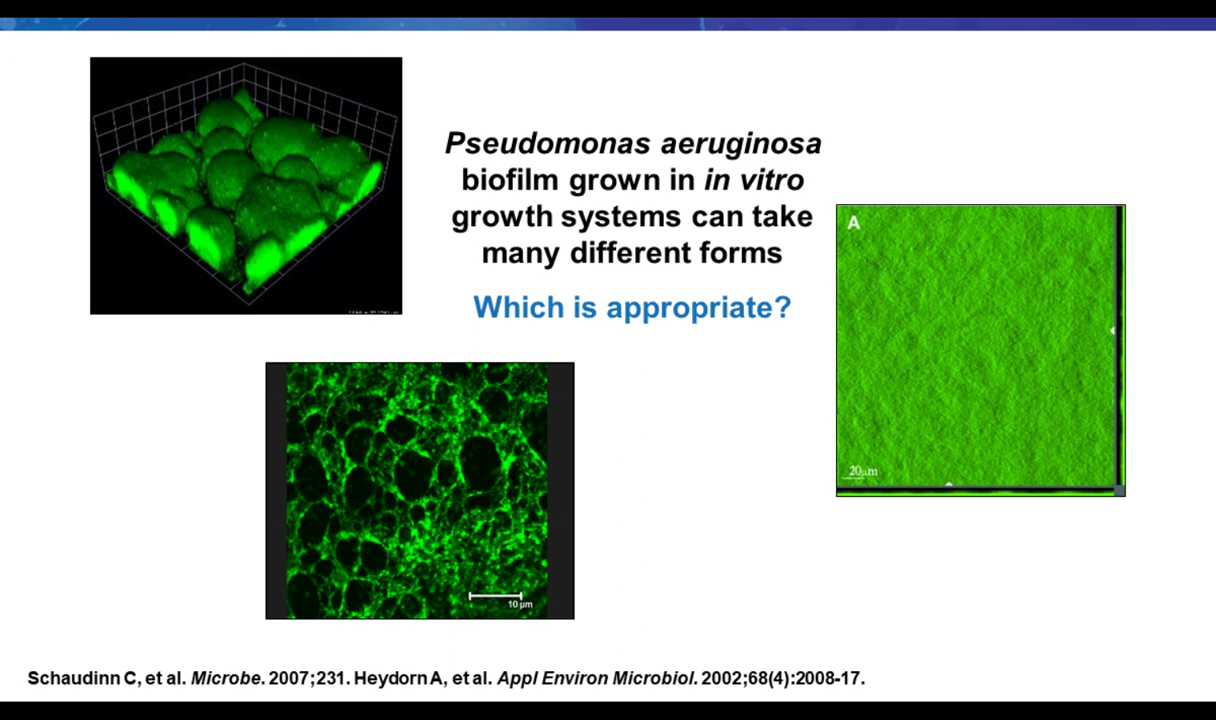 Pseudomonas aeruginosa
biofilm grown in in vitro
growth systems can take
many different forms
Which is appropriate?
A
20µm
10 µm
Schaudinn C, et al. Microbe. 2007;231. Heydorn A, et al. Appl Environ Microbiol. 2002;68(4):2008-17.